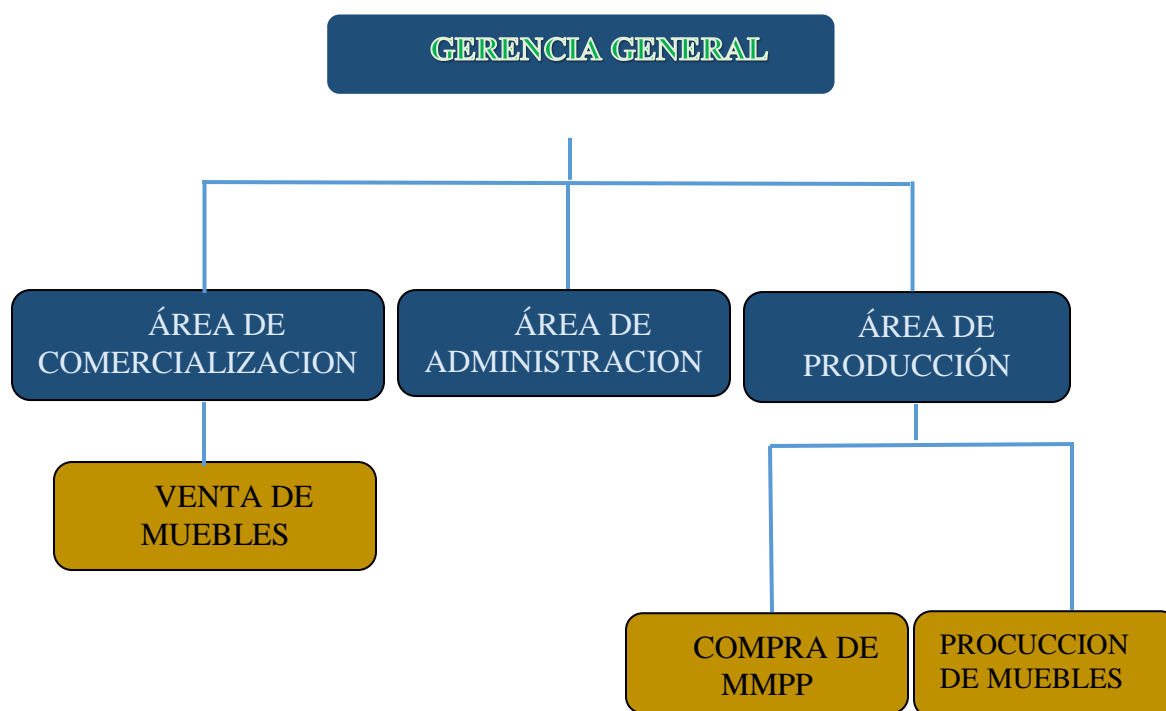 GERENCIA GENERAL
ÁREA DE
COMERCIALIZACION
ÁREA DE
ADMINISTRACION
ÁREA DE
PRODUCCIÓN
VENTA DE
MUEBLES
COMPRA DE
MMPP
PROCUCCION
DE MUEBLES